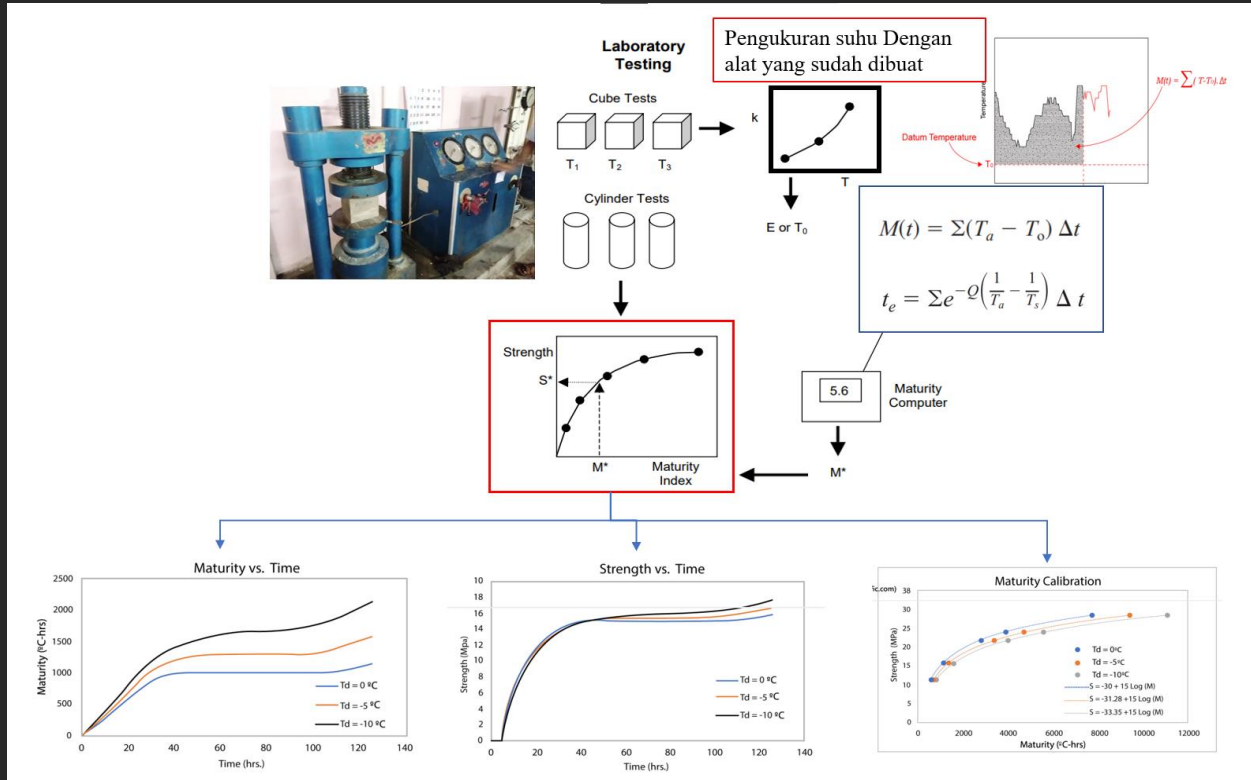 Laboratory
Testing
Pengukuran suhu Dengan
alat yang sudah dibuat
Cube Tests
T1 T2 T3
Cylinder Tests
k
T
E or T0
Temperature
Datum Temperature
T0
M(t) = ∑( T-T0). Δt
M(t) = Σ(Ta − To) Δt
te = Σe^−Q(1/Ta − 1/Ts) Δ t
Strength
S*
M*
Maturity
Index
5.6
Maturity
Computer
M*
Maturity vs. Time
Maturity (ºC-hrs)
2500
2000
1500
1000
500
0
0 20 40 60 80 100 120 140
Time (hrs.)
Td = 0 ºC
Td = -5 ºC
Td = -10 ºC
Strength vs. Time
Strength (Mpa)
10
18
16
14
12
10
8
6
4
2
0
0 20 40 60 80 100 120 140
Time (hrs.)
Td = 0 ºC
Td = -5 ºC
Td = -10 ºC
ic.com)
Maturity Calibration
Strength (MPa)
38
30
25
20
15
10
5
0
0 2000 4000 6000 8000 10000 12000
Maturity (ºC-hrs)
Td = 0ºC
Td = -5ºC
Td = -10ºC
S = -30 + 15 Log (M)
S = -31.28 +15 Log (M)
S = -33.35 +15 Log (M)